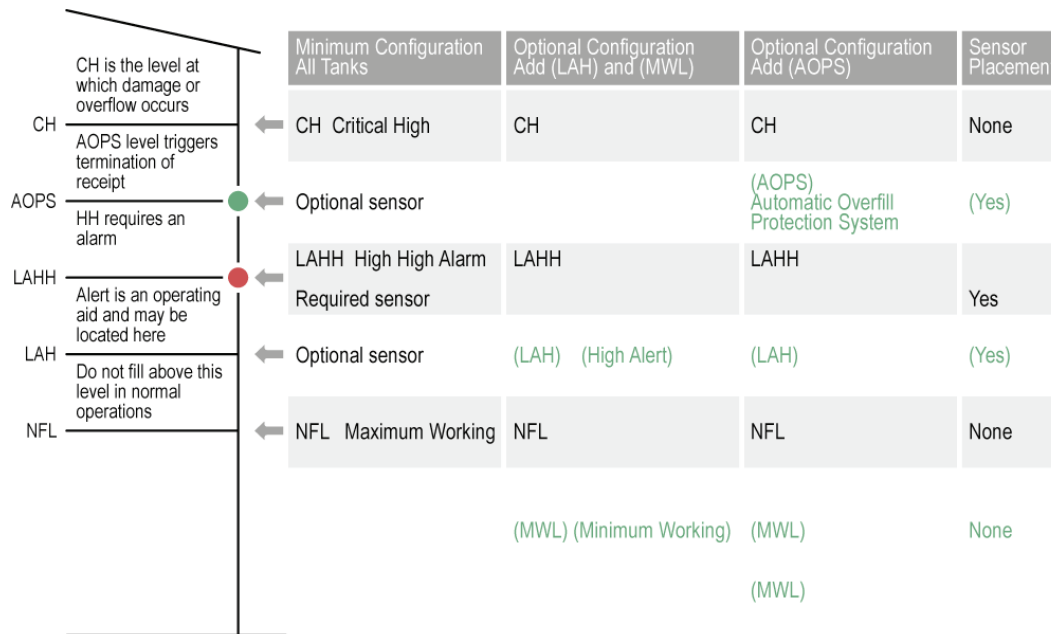 Minimum Configuration
All Tanks
Optional Configuration
Add (LAH) and (MWL)
Optional Configuration
Add (AOPS)
Sensor
Placemen
CH is the level at
which damage or
overflow occurs
CH
CH Critical High
CH
CH
None
AOPS level triggers
termination of
receipt
AOPS
Optional sensor
(AOPS)
Automatic Overfill
Protection System
(Yes)
HH requires an
alarm
LAHH
LAHH High High Alarm
Required sensor
LAHH
LAHH
Yes
Alert is an operating
aid and may be
located here
LAH
Optional sensor
(LAH) (High Alert)
(LAH)
(Yes)
Do not fill above this
level in normal
operations
NFL
NFL Maximum Working
NFL
NFL
None
(MWL) (Minimum Working)
(MWL)
None
(MWL)